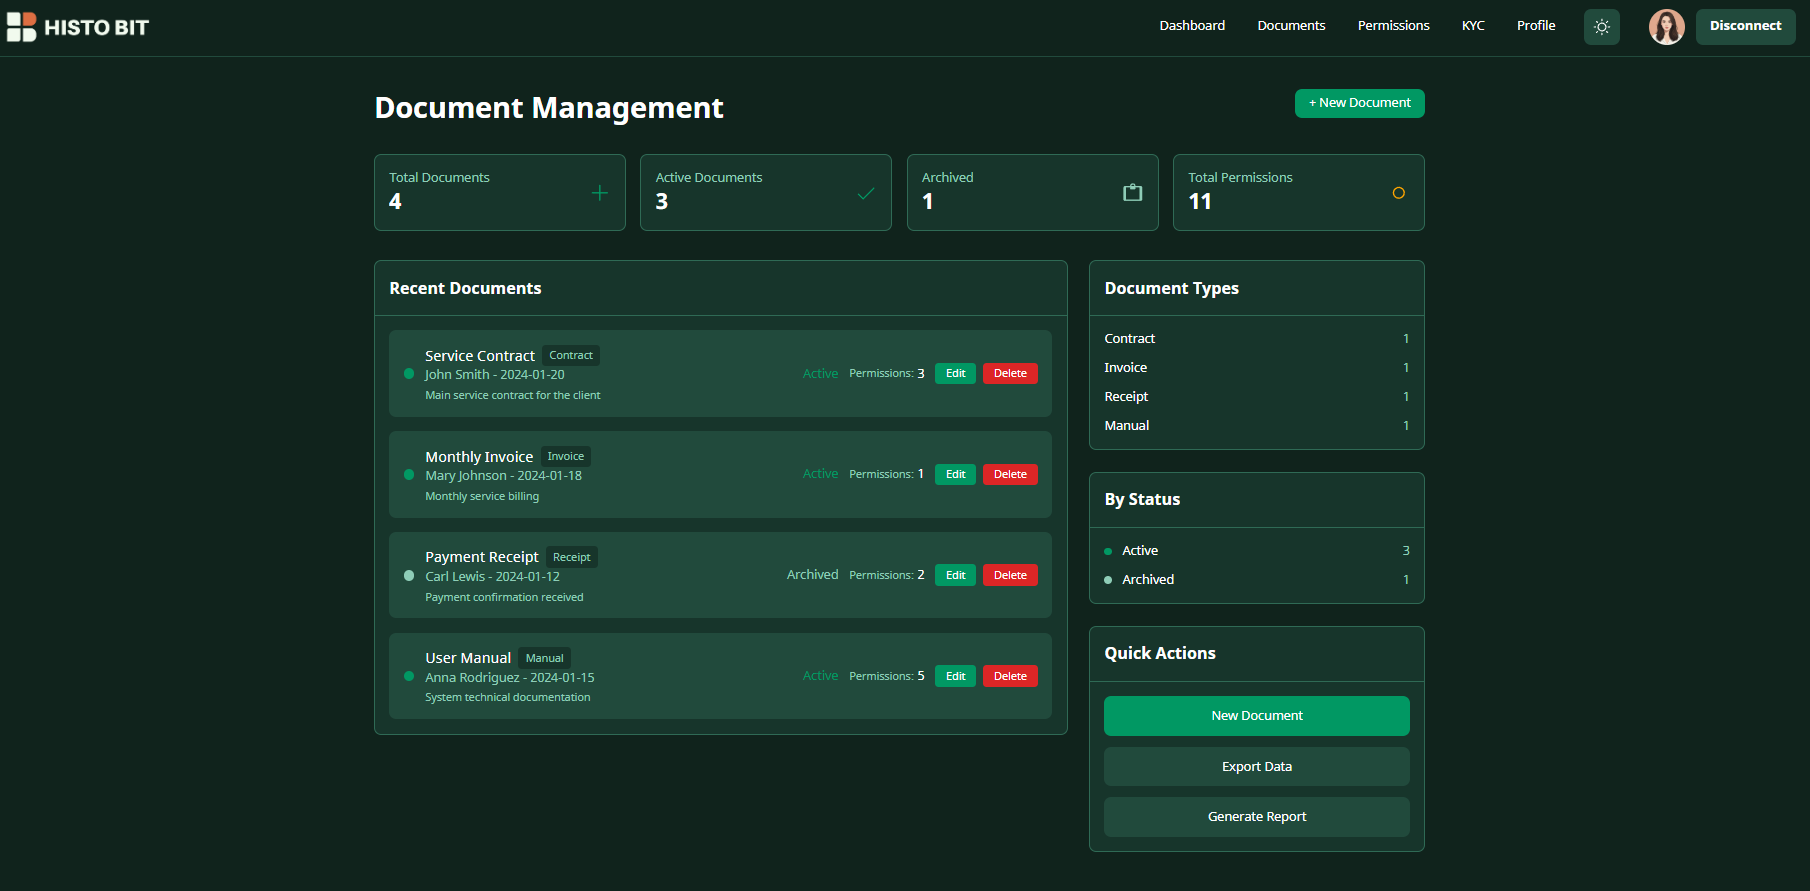 HISTO BIT
Dashboard
Documents
Permissions
KYC
Profile
Disconnect
Document Management
+ New Document
Total Documents
4
Active Documents
3
Archived
1
Total Permissions
11
Recent Documents
Service Contract Contract
John Smith - 2024-01-20
Main service contract for the client
Active Permissions: 3 Edit Delete
Monthly Invoice Invoice
Mary Johnson - 2024-01-18
Monthly service billing
Active Permissions: 1 Edit Delete
Payment Receipt Receipt
Carl Lewis - 2024-01-12
Payment confirmation received
Archived Permissions: 2 Edit Delete
User Manual Manual
Anna Rodriguez - 2024-01-15
System technical documentation
Active Permissions: 5 Edit Delete
Document Types
Contract 1
Invoice 1
Receipt 1
Manual 1
By Status
Active 3
Archived 1
Quick Actions
New Document
Export Data
Generate Report